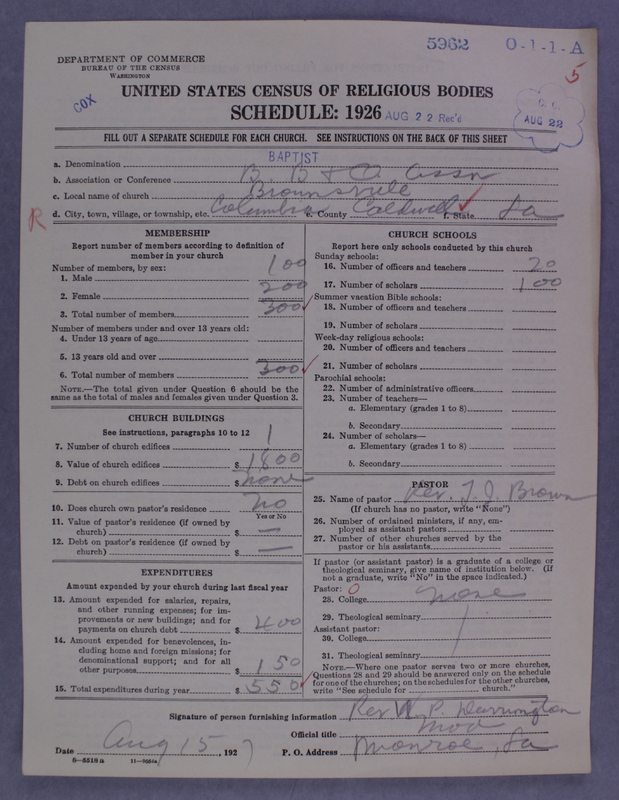 5962 0-1-1-A
5
DEPARTMENT OF COMMERCE
BUREAU OF THE CENSUS
WASHINGTON
COX
UNITED STATES CENSUS OF RELIGIOUS BODIES
SCHEDULE: 1926 AUG 22 Rec'd
AUG 22
FILL OUT A SEPARATE SCHEDULE FOR EACH CHURCH. SEE INSTRUCTIONS ON THE BACK OF THIS SHEET
a. Denomination BAPTIST
b. Association or Conference Assn
c. Local name of church Brownsville
R d. City, town, village, or township, etc. Columbia e. County Caldwell f. State La
MEMBERSHIP
Report number of members according to definition of
member in your church
Number of members, by sex:
1. Male 100
2. Female 200
3. Total number of members 300
Number of members under and over 13 years old:
4. Under 13 years of age
5. 13 years old and over
6. Total number of members 300
NOTE.—The total given under Question 6 should be the
same as the total of males and females given under Question 3.
CHURCH BUILDINGS
See instructions, paragraphs 10 to 12
7. Number of church edifices 1
8. Value of church edifices $ 1800
9. Debt on church edifices $ none
10. Does church own pastor's residence no
Yes or No
11. Value of pastor's residence (if owned by
church) $ —
12. Debt on pastor's residence (if owned by
church) $ —
EXPENDITURES
Amount expended by your church during last fiscal year
13. Amount expended for salaries, repairs,
and other running expenses; for im-
provements or new buildings; and for
payments on church debt $ 400
14. Amount expended for benevolences, in-
cluding home and foreign missions; for
denominational support; and for all
other purposes $ 150
15. Total expenditures during year $ 550
CHURCH SCHOOLS
Report here only schools conducted by this church
Sunday schools:
16. Number of officers and teachers 20
17. Number of scholars 100
Summer vacation Bible schools:
18. Number of officers and teachers
19. Number of scholars
Week-day religious schools:
20. Number of officers and teachers
21. Number of scholars
Parochial schools:
22. Number of administrative officers
23. Number of teachers—
a. Elementary (grades 1 to 8)
b. Secondary
24. Number of scholars—
a. Elementary (grades 1 to 8)
b. Secondary
PASTOR
25. Name of pastor Rev. J. J. Brown
(If church has no pastor, write "None")
26. Number of ordained ministers, if any, em-
ployed as assistant pastors
27. Number of other churches served by the
pastor or his assistants
If pastor (or assistant pastor) is a graduate of a college or
theological seminary, give name of institution below. (If
not a graduate, write "No" in the space indicated.)
Pastor: 0
28. College none
29. Theological seminary
Assistant pastor:
30. College
31. Theological seminary
NOTE.—Where one pastor serves two or more churches,
Questions 28 and 29 should be answered only on the schedule
for one of the churches; on the schedules for the other churches,
write "See schedule for church."
Signature of person furnishing information Rev W. P. Darrington
Official title Mod
Date Aug 15, 1927 P. O. Address Monroe, La
6—5518a